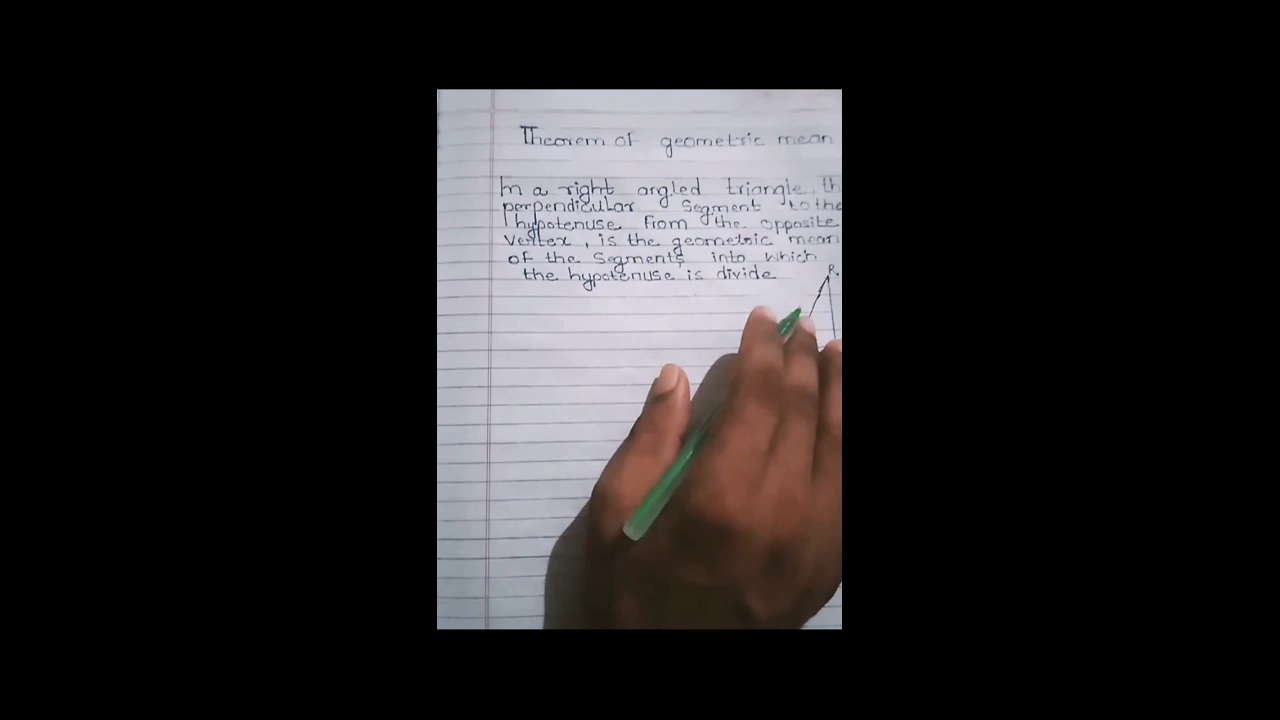 Theorem of geometric mean
In a right angled triangle, th
perpendicular segment to the
hypotenuse from the opposite
vertex, is the geometric mean
of the segments into which
the hypotenuse is divide
R.